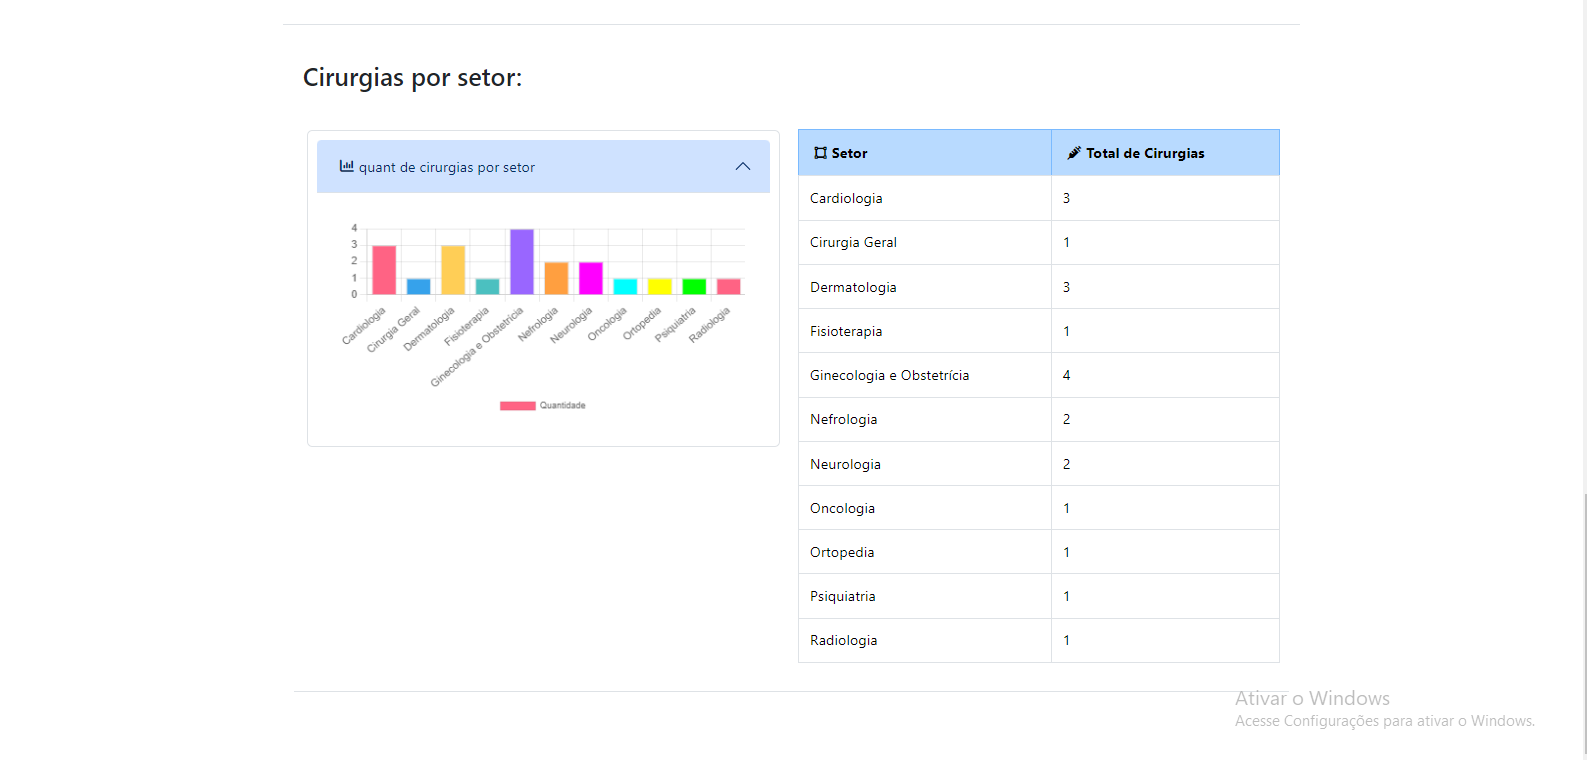 Cirurgias por setor:
quant de cirurgias por setor
4
3
2
1
0
Cardiologia
Cirurgia Geral
Dermatologia
Fisioterapia
Ginecologia e Obstetrícia
Nefrologia
Neurologia
Oncologia
Ortopedia
Psiquiatria
Radiologia
Quantidade
Setor Total de Cirurgias
Cardiologia 3
Cirurgia Geral 1
Dermatologia 3
Fisioterapia 1
Ginecologia e Obstetrícia 4
Nefrologia 2
Neurologia 2
Oncologia 1
Ortopedia 1
Psiquiatria 1
Radiologia 1
Ativar o Windows
Acesse Configurações para ativar o Windows.